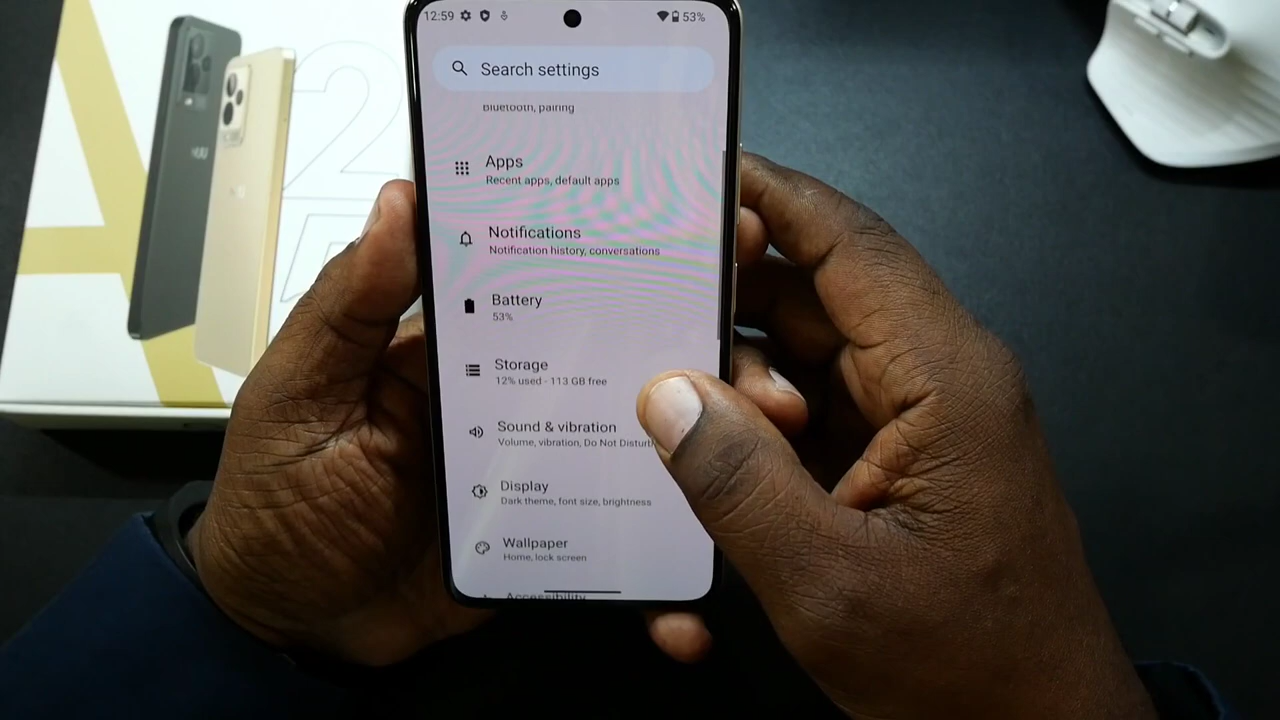 12:59
53%
Search settings
Bluetooth, pairing
Apps
Recent apps, default apps
Notifications
Notification history, conversations
Battery
53%
Storage
12% used - 113 GB free
Sound & vibration
Volume, vibration, Do Not Disturb
Display
Dark theme, font size, brightness
Wallpaper
Home, lock screen
Accessibility